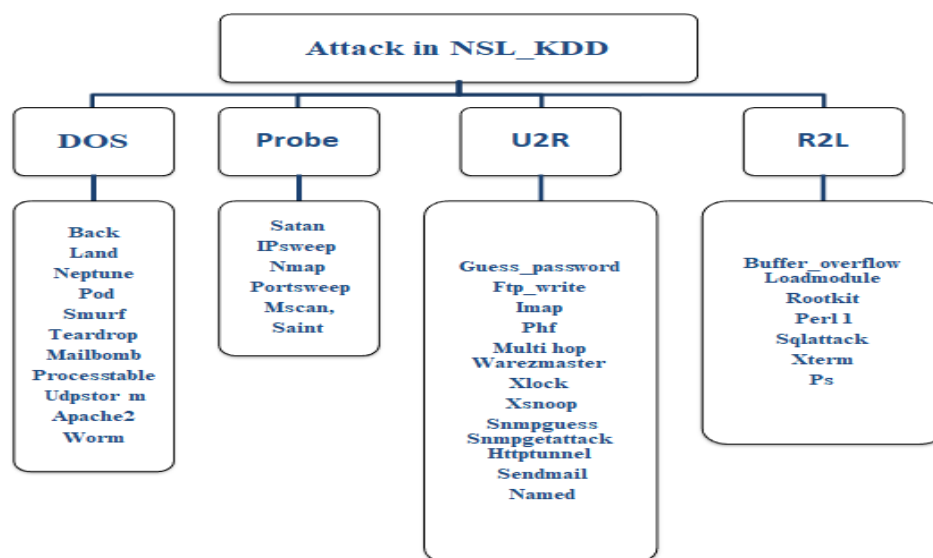 Attack in NSL_KDD
DOS
Probe
U2R
R2L
Back
Land
Neptune
Pod
Smurf
Teardrop
Mailbomb
Processtable
Udpstor m
Apache2
Worm
Satan
IPsweep
Nmap
Portsweep
Mscan,
Saint
Guess_password
Ftp_write
Imap
Phf
Multi hop
Warezmaster
Xlock
Xsnoop
Snmpguess
Snmpgetattack
Httptunnel
Sendmail
Named
Buffer_overflow
Loadmodule
Rootkit
Perl 1
Sqlattack
Xterm
Ps